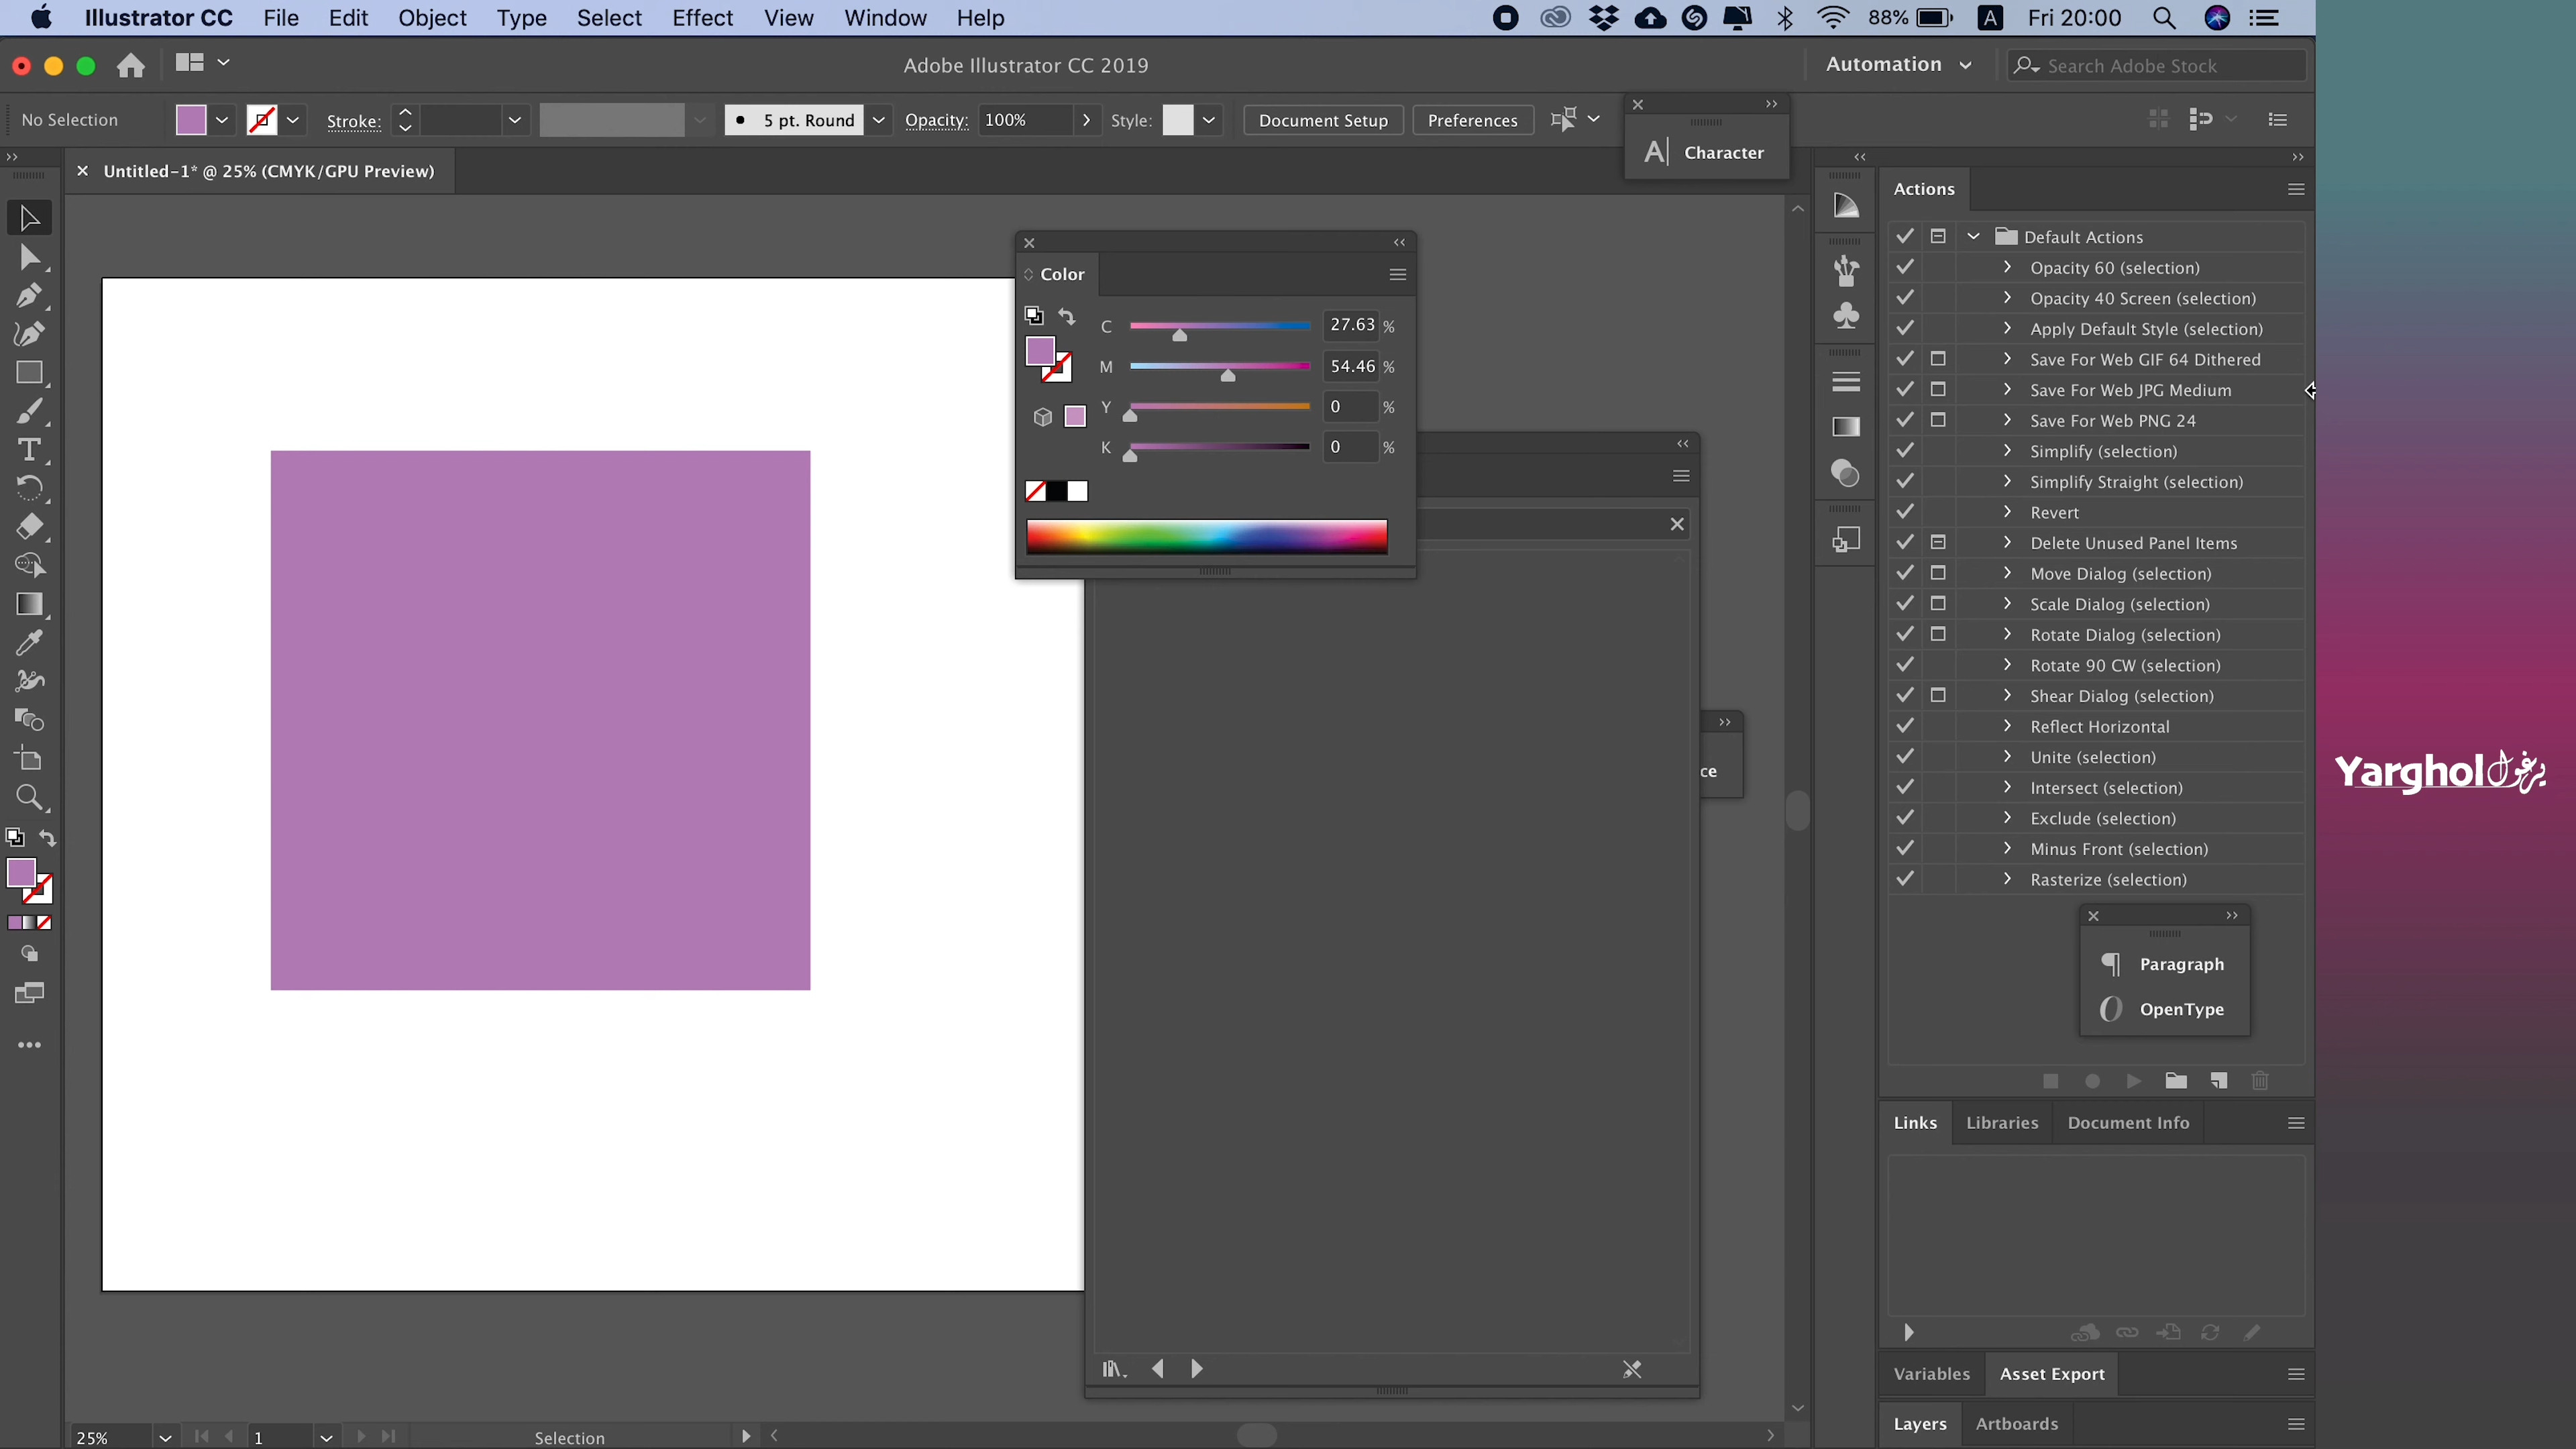 Illustrator CC File Edit Object Type Select Effect View Window Help 88% A Fri 20:00
Adobe Illustrator CC 2019 Automation Search Adobe Stock
No Selection Stroke: 5 pt. Round Opacity: 100% Style: Document Setup Preferences
A Character
Untitled-1* @ 25% (CMYK/GPU Preview)
Color
C 27.63 %
M 54.46 %
Y 0 %
K 0 %
ce
Actions
Default Actions
Opacity 60 (selection)
Opacity 40 Screen (selection)
Apply Default Style (selection)
Save For Web GIF 64 Dithered
Save For Web JPG Medium
Save For Web PNG 24
Simplify (selection)
Simplify Straight (selection)
Revert
Delete Unused Panel Items
Move Dialog (selection)
Scale Dialog (selection)
Rotate Dialog (selection)
Rotate 90 CW (selection)
Shear Dialog (selection)
Reflect Horizontal
Unite (selection)
Intersect (selection)
Exclude (selection)
Minus Front (selection)
Rasterize (selection)
Paragraph
OpenType
Links Libraries Document Info
Variables Asset Export
Layers Artboards
25% 1 Selection
Yarghol يرغول